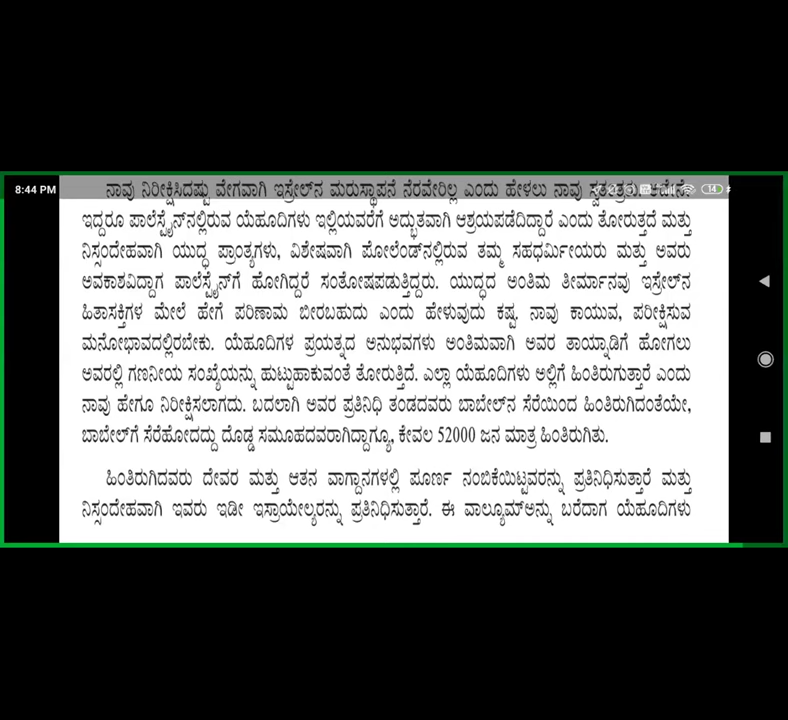 8:44 PM
ನಾವು ನಿರೀಕ್ಷಿಸಿದಷ್ಟು ವೇಗವಾಗಿ ಇಸ್ರೇಲ್‌ನ ಮರುಸ್ಥಾಪನೆ ನೆರವೇರಿಲ್ಲ ಎಂದು ಹೇಳಲು ನಾವು
14
ಇದ್ದರೂ ಪಾಲೆಸ್ಟೈನ್‌ನಲ್ಲಿರುವ ಯೆಹೂದಿಗಳು ಇಲ್ಲಿಯವರೆಗೆ ಅದ್ಭುತವಾಗಿ ಆಶ್ರಯಪಡೆದಿದ್ದಾರೆ ಎಂದು ತೋರುತ್ತದೆ ಮತ್ತು
ನಿಸ್ಸಂದೇಹವಾಗಿ ಯುದ್ಧ ಪ್ರಾಂತ್ಯಗಳು, ವಿಶೇಷವಾಗಿ ಪೋಲೆಂಡ್‌ನಲ್ಲಿರುವ ತಮ್ಮ ಸಹಧರ್ಮೀಯರು ಮತ್ತು ಅವರು
ಅವಕಾಶವಿದ್ದಾಗ ಪಾಲೆಸ್ಟೈನ್‌ಗೆ ಹೋಗಿದ್ದರೆ ಸಂತೋಷಪಡುತ್ತಿದ್ದರು. ಯುದ್ಧದ ಅಂತಿಮ ತೀರ್ಮಾನವು ಇಸ್ರೇಲ್‌ನ
ಹಿತಾಸಕ್ತಿಗಳ ಮೇಲೆ ಹೇಗೆ ಪರಿಣಾಮ ಬೀರಬಹುದು ಎಂದು ಹೇಳುವುದು ಕಷ್ಟ. ನಾವು ಕಾಯುವ, ಪರೀಕ್ಷಿಸುವ
ಮನೋಭಾವದಲ್ಲಿರಬೇಕು. ಯೆಹೂದಿಗಳ ಪ್ರಯತ್ನದ ಅನುಭವಗಳು ಅಂತಿಮವಾಗಿ ಅವರ ತಾಯ್ನಾಡಿಗೆ ಹೋಗಲು
ಅವರಲ್ಲಿ ಗಣನೀಯ ಸಂಖ್ಯೆಯನ್ನು ಹುಟ್ಟುಹಾಕುವಂತೆ ತೋರುತ್ತಿದೆ. ಎಲ್ಲಾ ಯೆಹೂದಿಗಳು ಅಲ್ಲಿಗೆ ಹಿಂತಿರುಗುತ್ತಾರೆ ಎಂದು
ನಾವು ಹೇಗೂ ನಿರೀಕ್ಷಿಸಲಾಗದು. ಬದಲಾಗಿ ಅವರ ಪ್ರತಿನಿಧಿ ತಂಡದವರು ಬಾಬೇಲ್‌ನ ಸೆರೆಯಿಂದ ಹಿಂತಿರುಗಿದಂತೆಯೇ,
ಬಾಬೇಲ್‌ಗೆ ಸೆರೆಹೋದದ್ದು ದೊಡ್ಡ ಸಮೂಹದವರಾಗಿದ್ದಾಗ್ಯೂ, ಕೇವಲ 52000 ಜನ ಮಾತ್ರ ಹಿಂತಿರುಗಿತು.
ಹಿಂತಿರುಗಿದವರು ದೇವರ ಮತ್ತು ಆತನ ವಾಗ್ದಾನಗಳಲ್ಲಿ ಪೂರ್ಣ ನಂಬಿಕೆಯಿಟ್ಟವರನ್ನು ಪ್ರತಿನಿಧಿಸುತ್ತಾರೆ ಮತ್ತು
ನಿಸ್ಸಂದೇಹವಾಗಿ ಇವರು ಇಡೀ ಇಸ್ರಾಯೇಲ್ಯರನ್ನು ಪ್ರತಿನಿಧಿಸುತ್ತಾರೆ. ಈ ವಾಲ್ಯೂಮ್‌ಅನ್ನು ಬರೆದಾಗ ಯೆಹೂದಿಗಳು